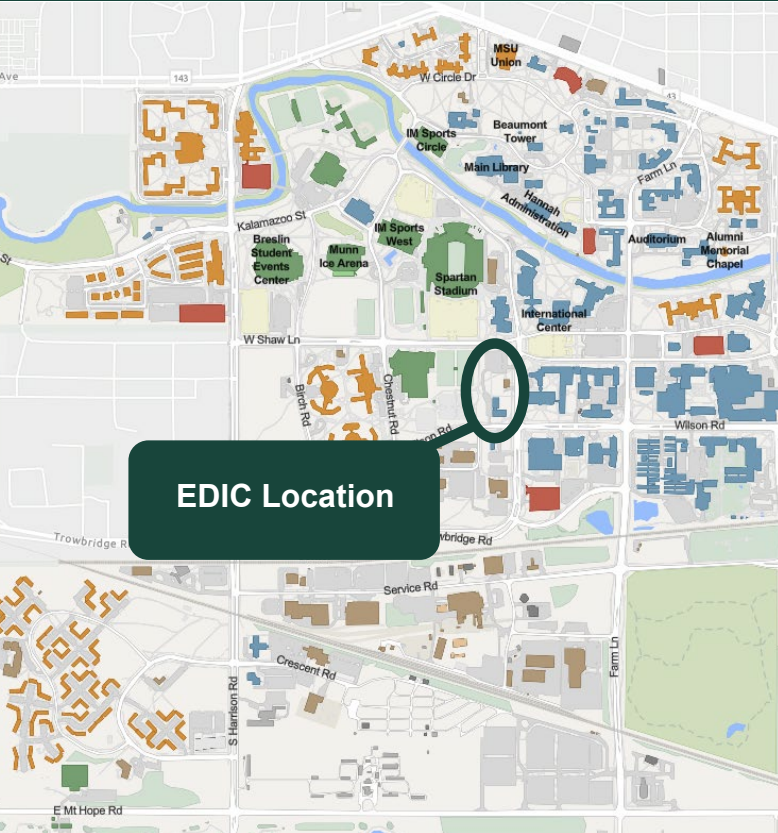 MSU
Union
Ave
143
W Circle Dr
43
Beaumont
Tower
IM Sports
Circle
Main Library
Farm Ln
Hannah
Administration
Kalamazoo St
IM Sports
West
Breslin
Student
Events
Center
Munn
Ice Arena
Auditorium
Alumni
Memorial
Chapel
St
Spartan
Stadium
International
Center
W Shaw Ln
Birch Rd
Chestnut Rd
son Rd
Wilson Rd
EDIC Location
Trowbridge R
wbridge Rd
Service Rd
Crescent Rd
Farm Ln
S Harrison Rd
E Mt Hope Rd